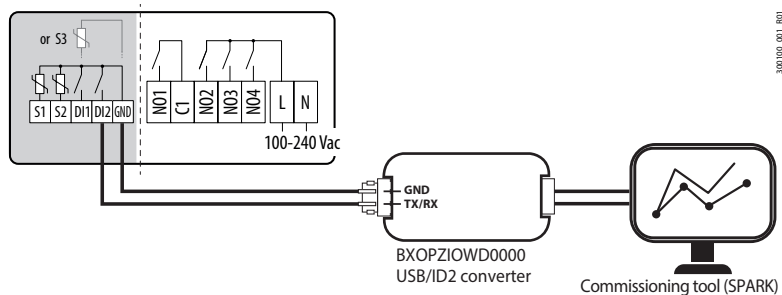 300100_001_R01
or S3
S1 S2 DI1 DI2 GND
NO1 C1 NO2 NO3 NO4 L N
100-240 Vac
GND
TX/RX
BXOPZIOWD0000
USB/ID2 converter
Commissioning tool (SPARK)